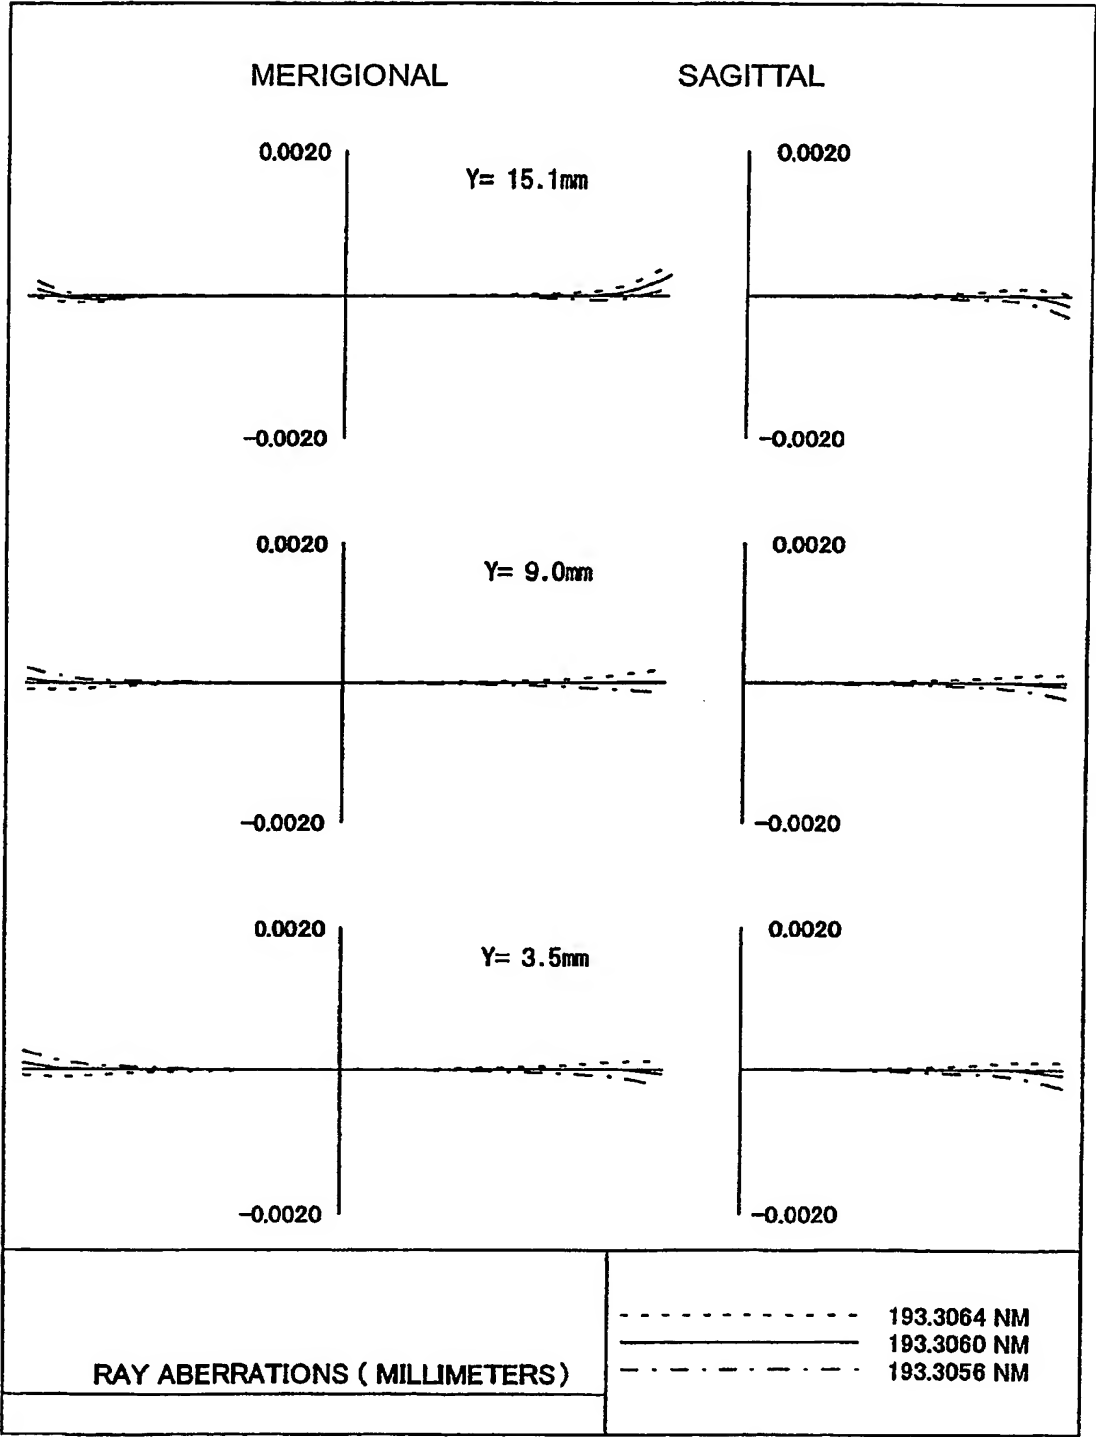 MERIGIONAL SAGITTAL
0.0020 0.0020
Y= 15.1mm
-0.0020 -0.0020
0.0020 0.0020
Y= 9.0mm
-0.0020 -0.0020
0.0020 0.0020
Y= 3.5mm
-0.0020 -0.0020
193.3064 NM
193.3060 NM
193.3056 NM
RAY ABERRATIONS ( MILLIMETERS )